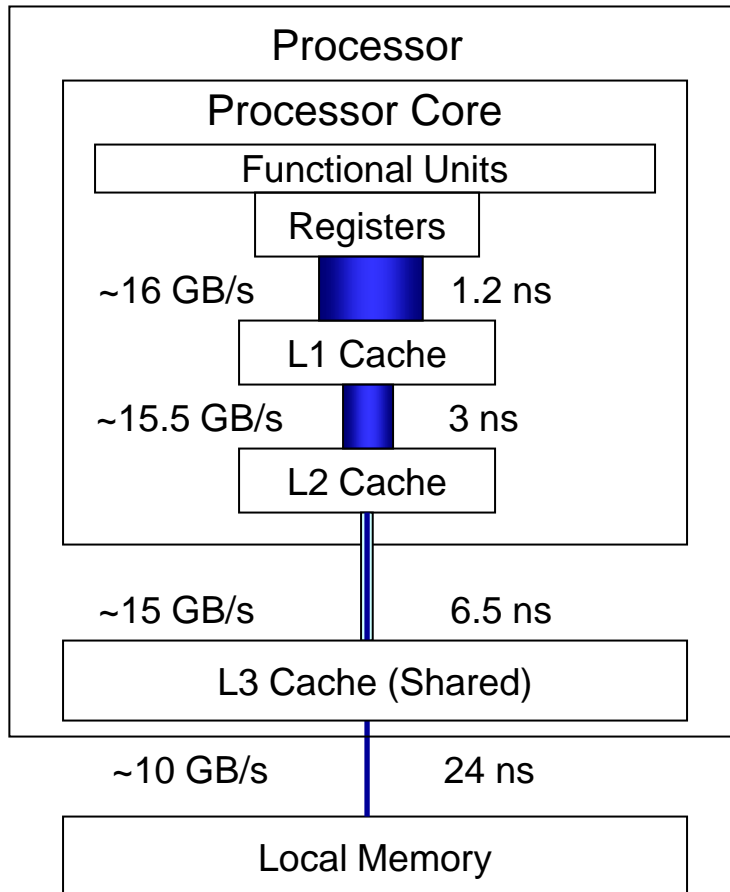 Processor
Processor Core
Functional Units
Registers
~16 GB/s 1.2 ns
L1 Cache
~15.5 GB/s 3 ns
L2 Cache
~15 GB/s 6.5 ns
L3 Cache (Shared)
~10 GB/s 24 ns
Local Memory